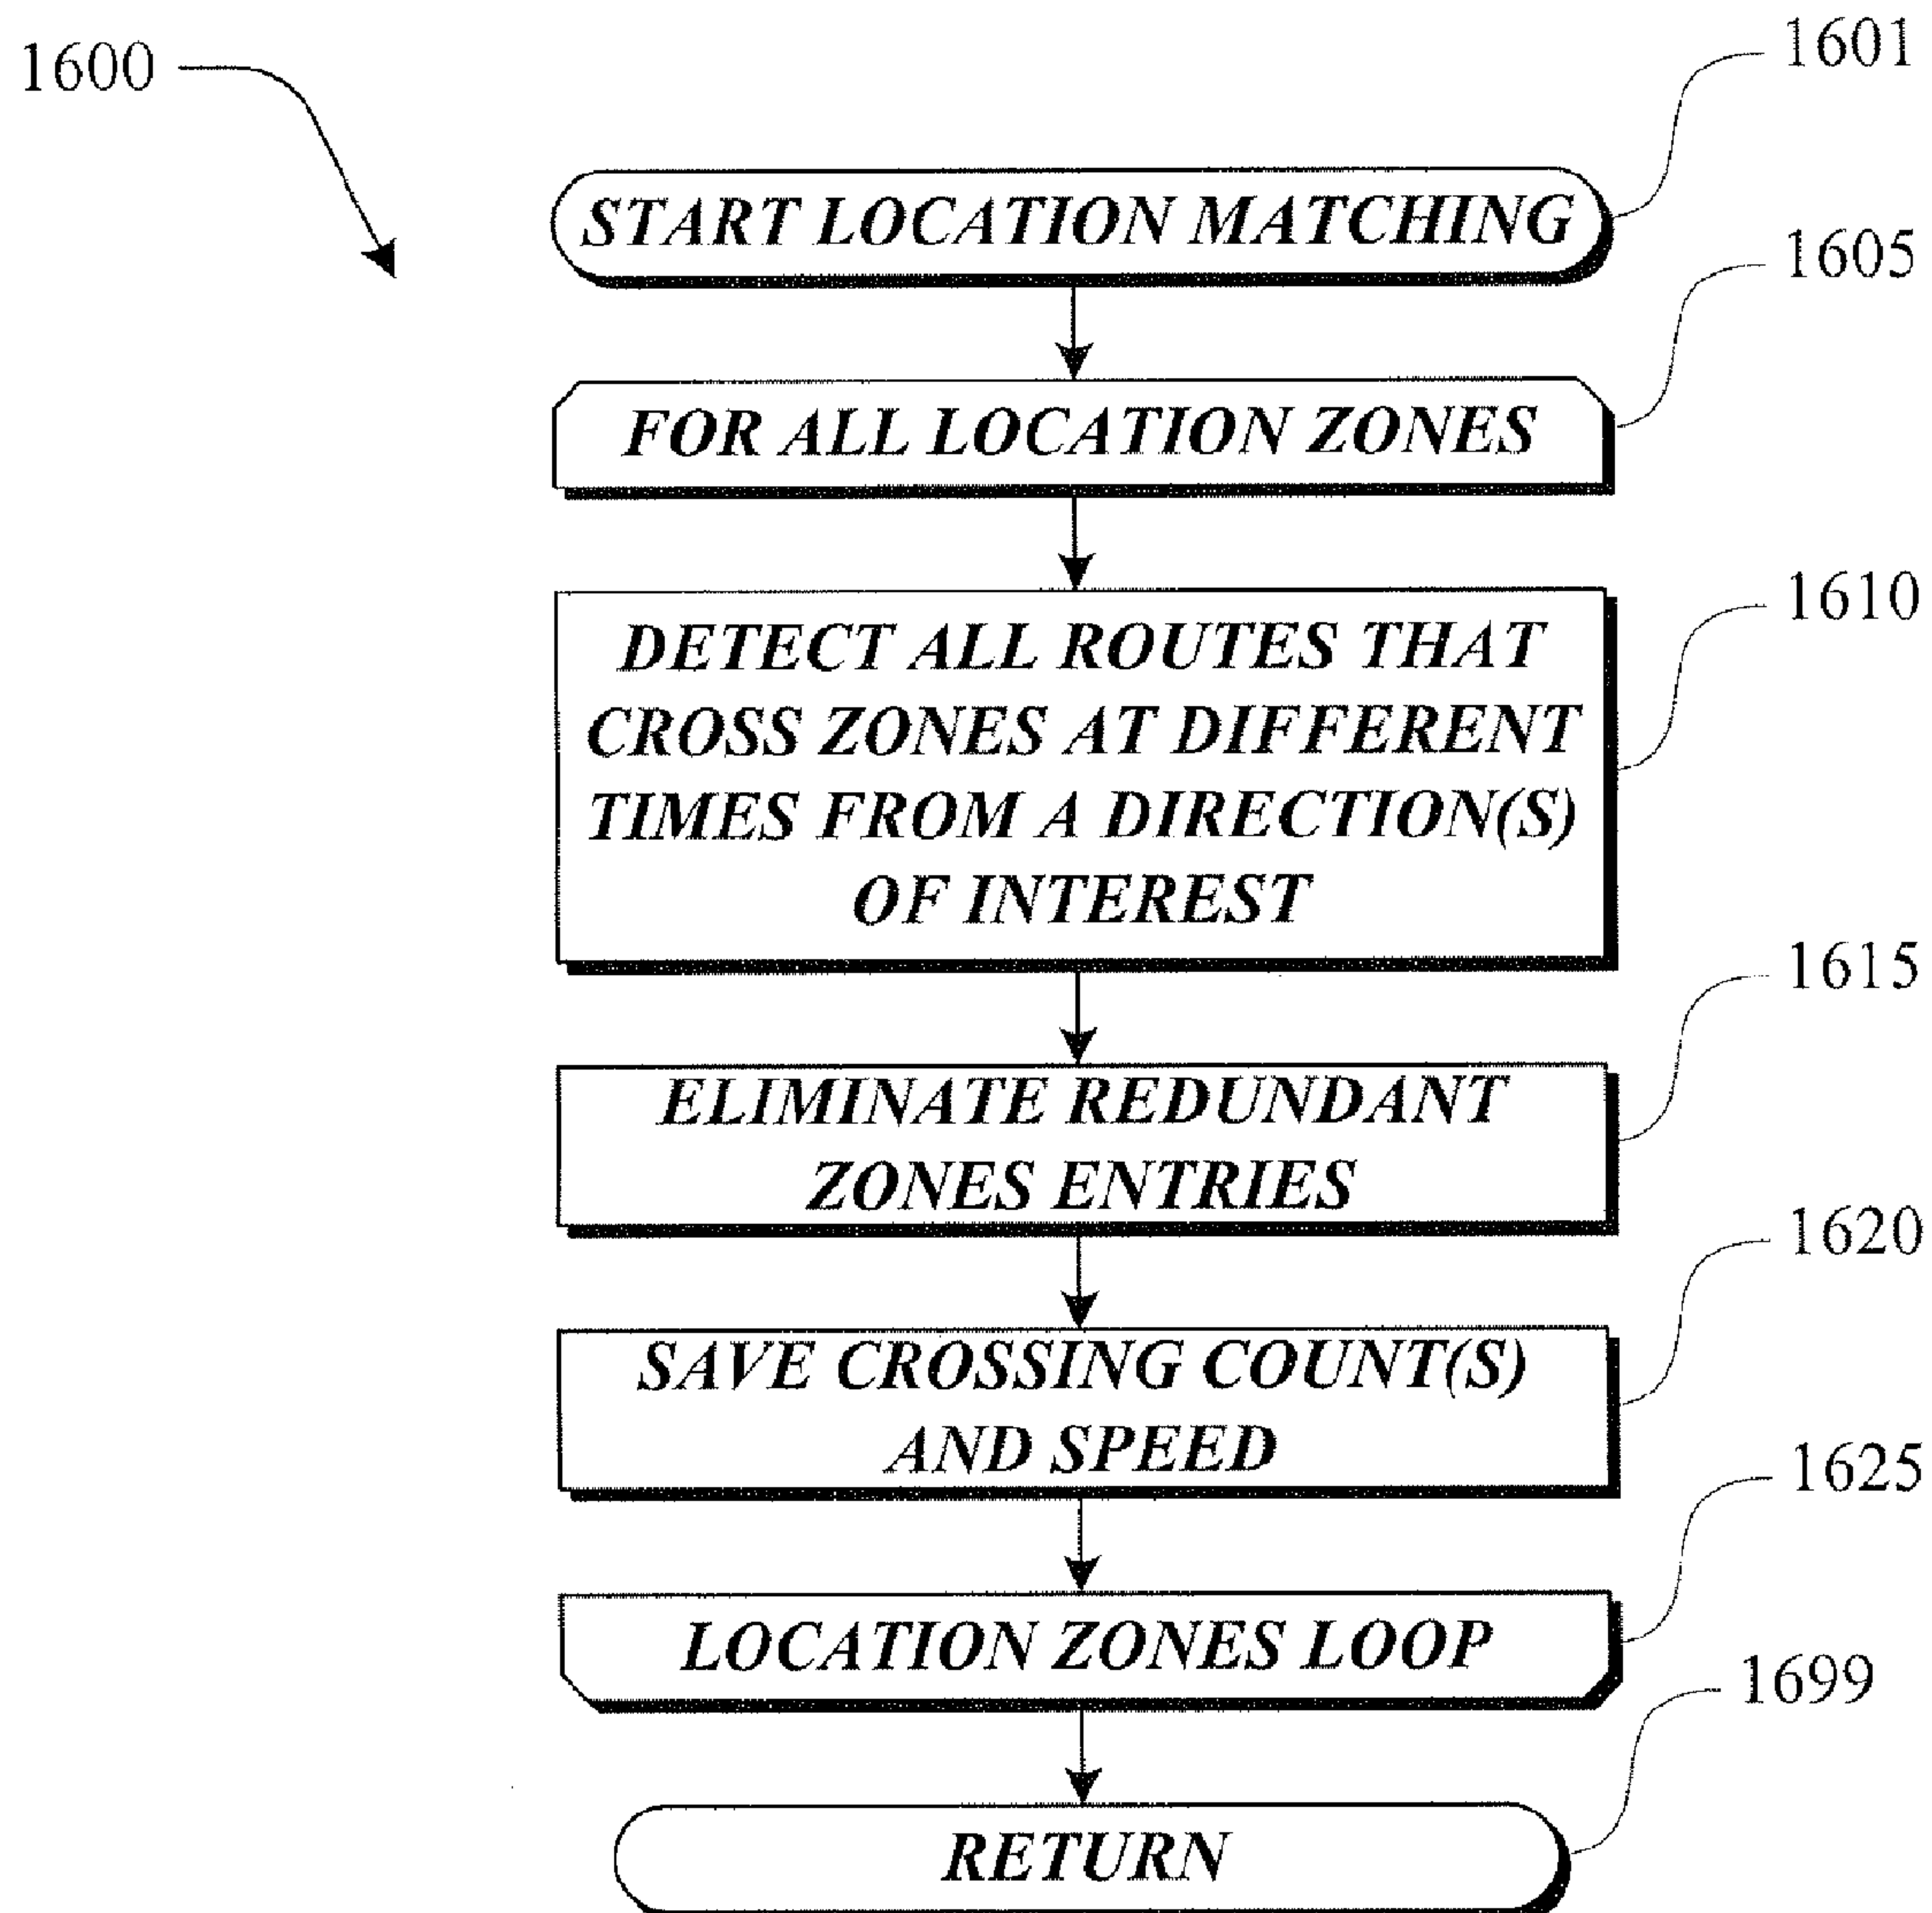 1600
1601
START LOCATION MATCHING
1605
FOR ALL LOCATION ZONES
1610
DETECT ALL ROUTES THAT
CROSS ZONES AT DIFFERENT
TIMES FROM A DIRECTION(S)
OF INTEREST
1615
ELIMINATE REDUNDANT
ZONES ENTRIES
1620
SAVE CROSSING COUNT(S)
AND SPEED
1625
LOCATION ZONES LOOP
1699
RETURN